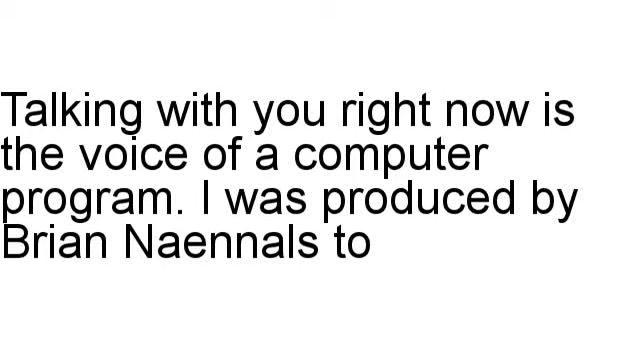 Talking with you right now is
the voice of a computer
program. I was produced by
Brian Naennals to